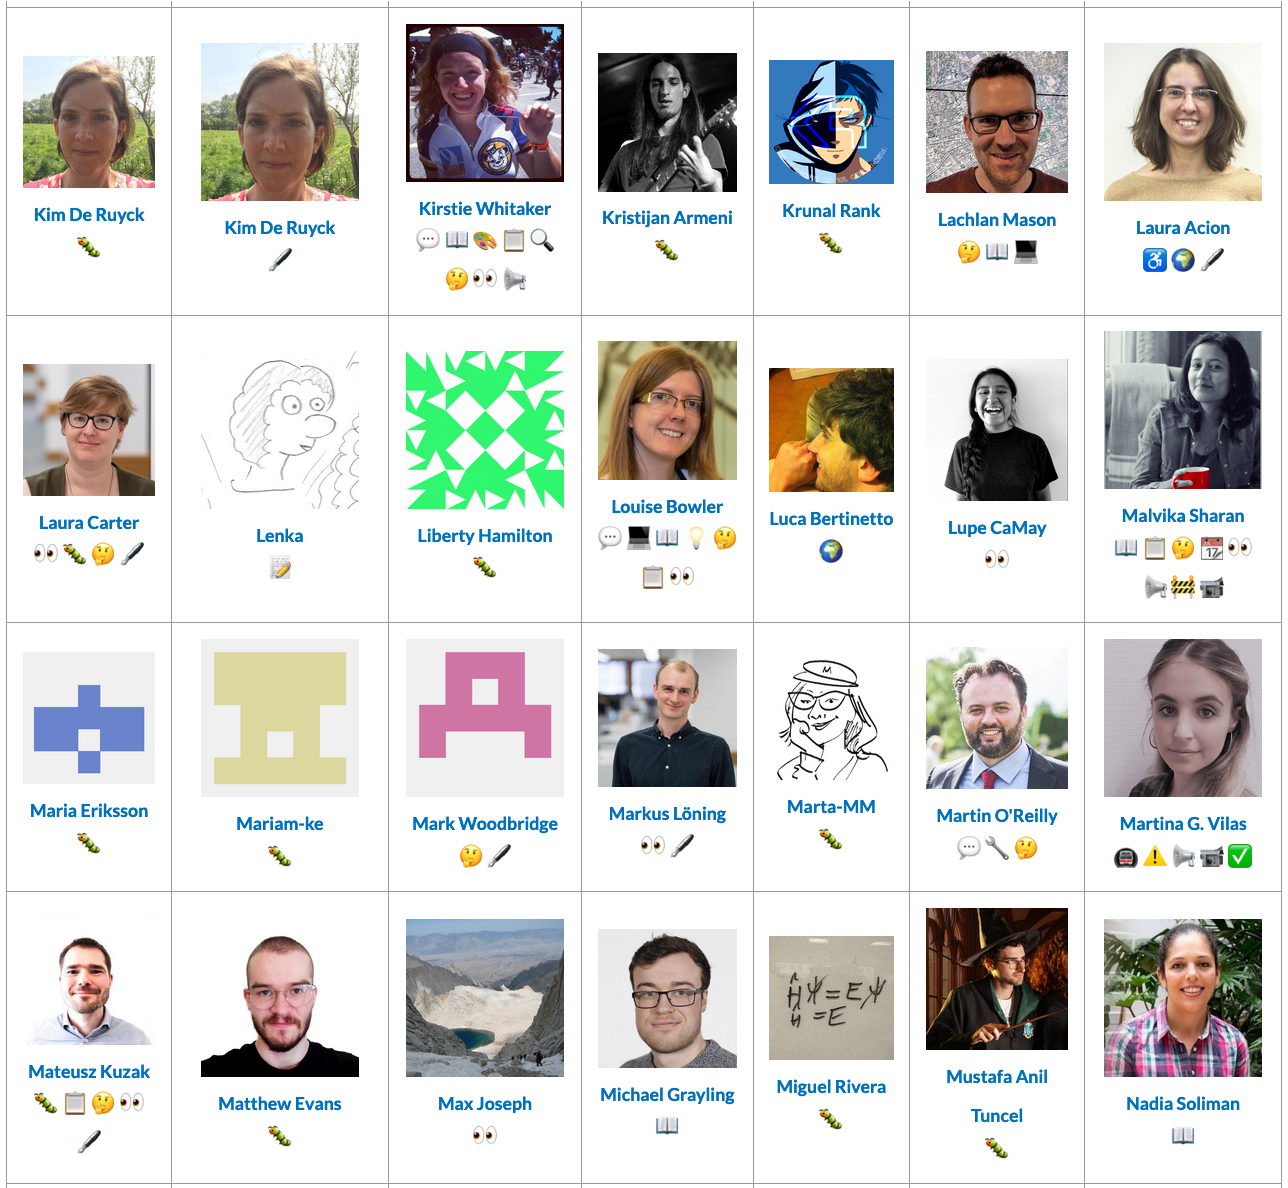 Kim De Ruyck
Kim De Ruyck
Kirstie Whitaker
Kristijan Armeni
Krunal Rank
Lachlan Mason
Laura Acion
Laura Carter
Lenka
Liberty Hamilton
Louise Bowler
Luca Bertinetto
Lupe CaMay
Malvika Sharan
17
Maria Eriksson
Mariam-ke
Mark Woodbridge
Markus Löning
M
Marta-MM
Martin O'Reilly
Martina G. Vilas
Mateusz Kuzak
Matthew Evans
Max Joseph
Michael Grayling
ĤΨ=EΨ
H=E
Miguel Rivera
Mustafa Anil
Tuncel
Nadia Soliman